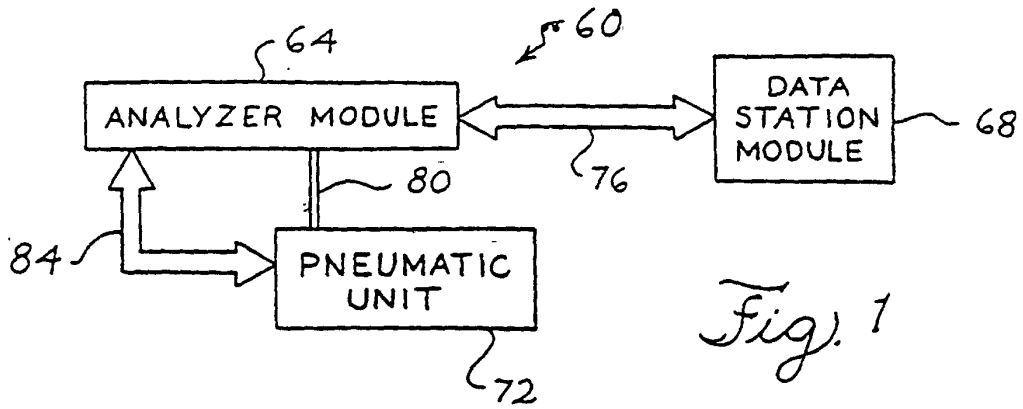 60
64
ANALYZER MODULE
DATA
STATION
MODULE
68
76
80
84
PNEUMATIC
UNIT
72
Fig. 1